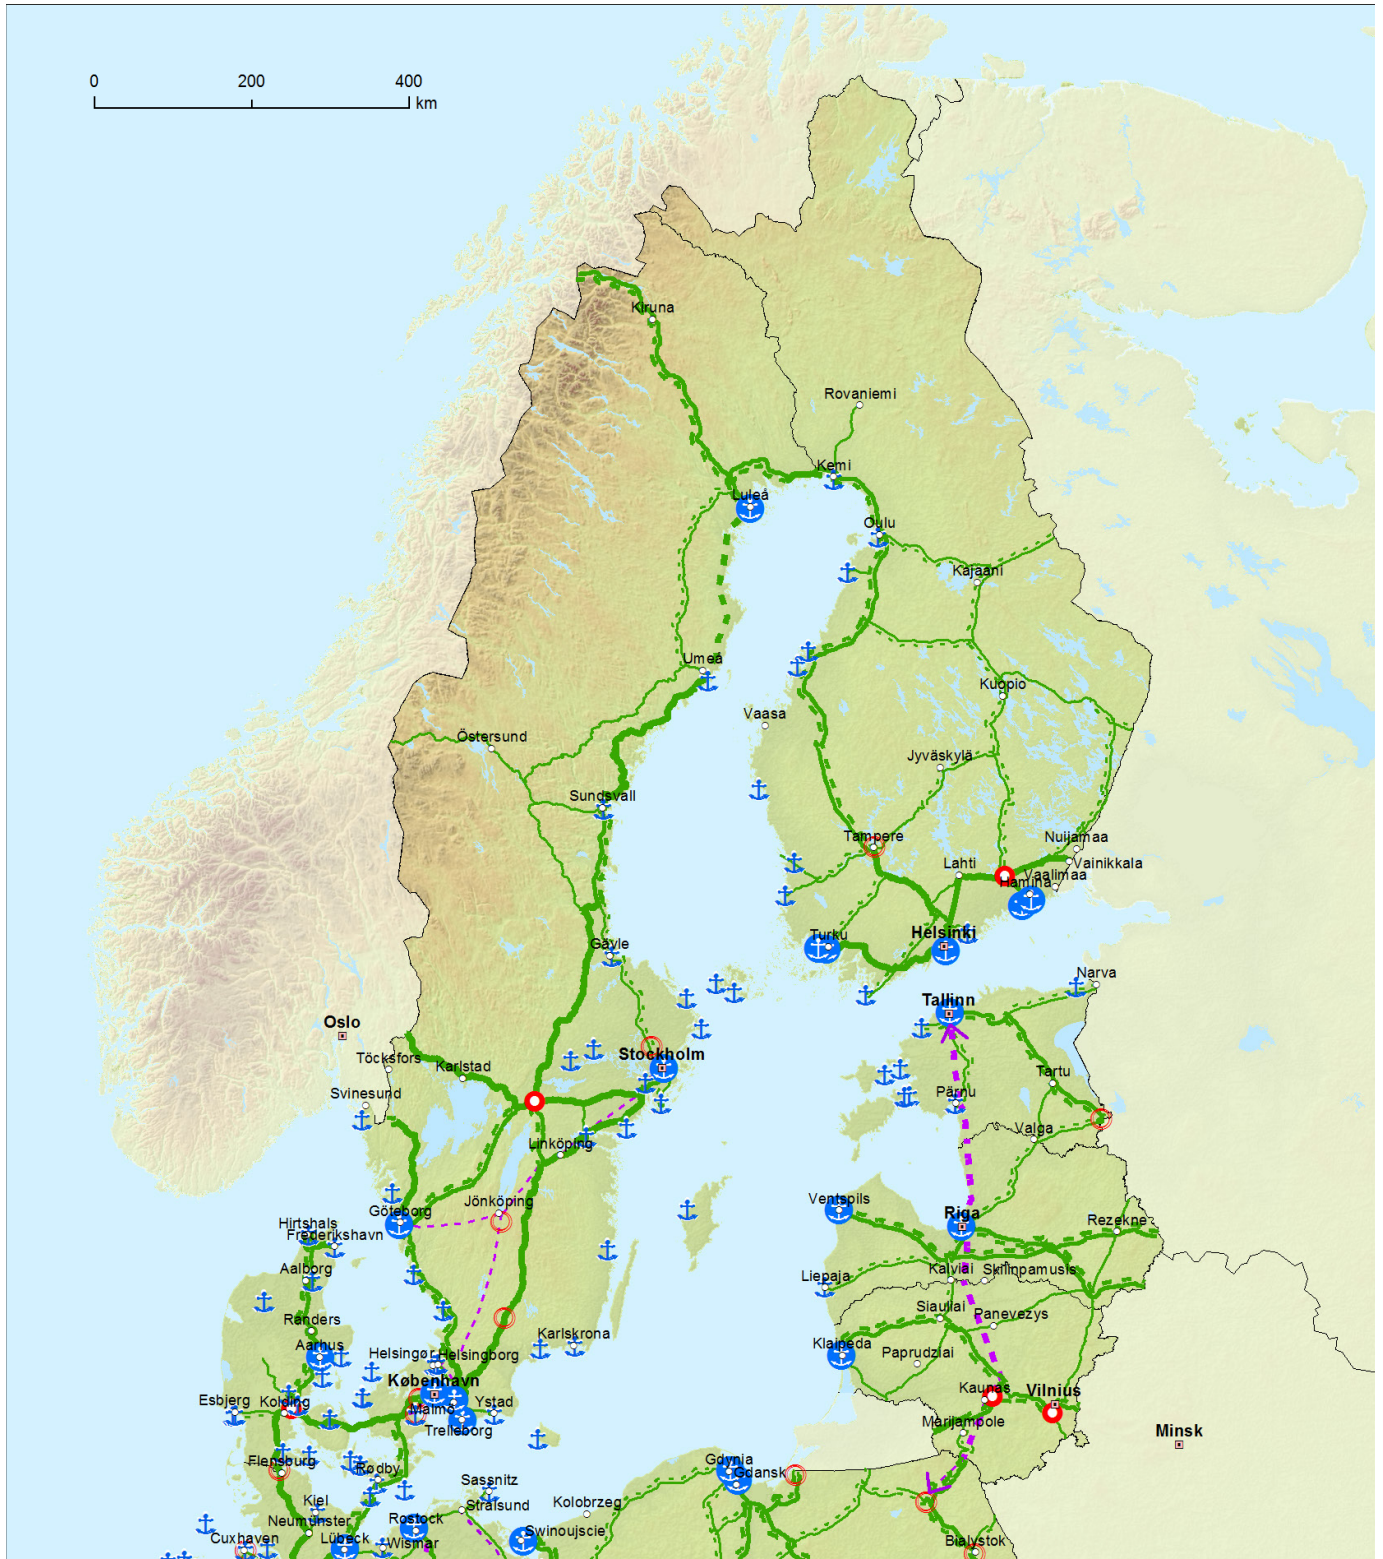 0 200 400
km
Kiruna
Rovaniemi
Kemi
Luleå
Oulu
Kajaani
Umeå
Kuopio
Vaasa
Östersund
Jyväskylä
Sundsvall
Tampere
Nuijamaa
Lahti
Vainikkala
Vaalimaa
Hamina
Turku
Helsinki
Gävle
Narva
Tallinn
Oslo
Töcksfors
Stockholm
Karlstad
Tartu
Svinesund
Pärnu
Valga
Linköping
Ventspils
Jönköping
Göteborg
Riga
Hirtshals
Rezekne
Frederikshavn
Aalborg
Kalviai
Skilinpamusis
Liepaja
Siauliai
Panevezys
Randers
Karlskrona
Aarhus
Helsingør
Helsingborg
Klaipeda
Paprudziai
København
Kaunas
Vilnius
Esbjerg
Kolding
Malmö
Ystad
Trelleborg
Marijampole
Minsk
Flensburg
Gdynia
Gdansk
Rødby
Sassnitz
Kiel
Stralsund
Kolobrzeg
Neumünster
Rostock
Swinoujscie
Cuxhaven
Lübeck
Wismar
Bialystok